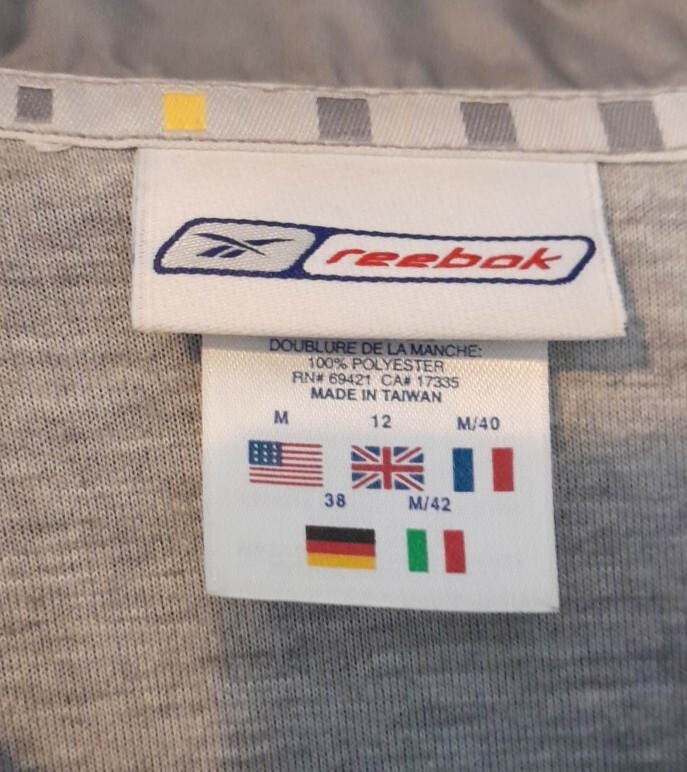 reebok
DOUBLURE DE LA MANCHE:
100% POLYESTER
RN# 69421 CA# 17335
MADE IN TAIWAN
M 12 M/40
38 M/42